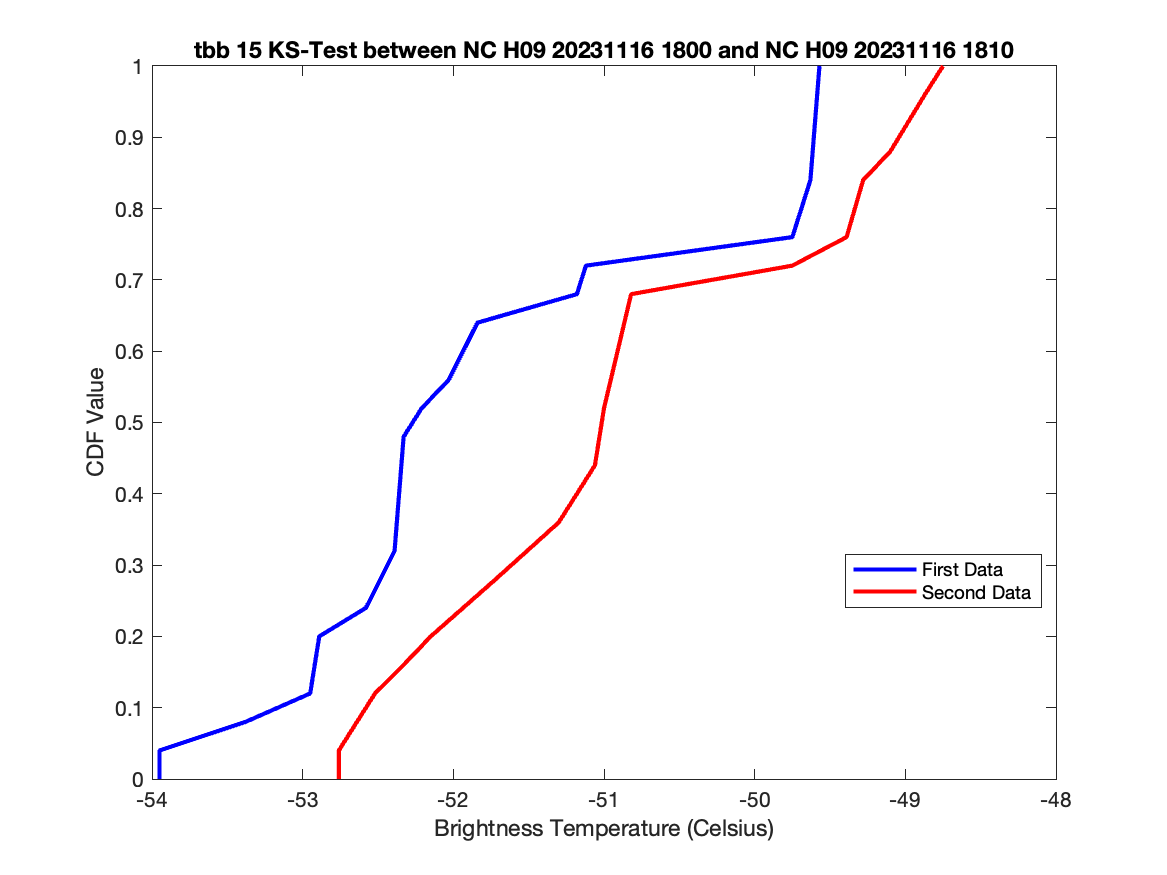 tbb 15 KS-Test between NC H09 20231116 1800 and NC H09 20231116 1810
1
0.9
0.8
0.7
0.6
0.5
0.4
0.3
0.2
0.1
0
CDF Value
First Data
Second Data
-54 -53 -52 -51 -50 -49 -48
Brightness Temperature (Celsius)